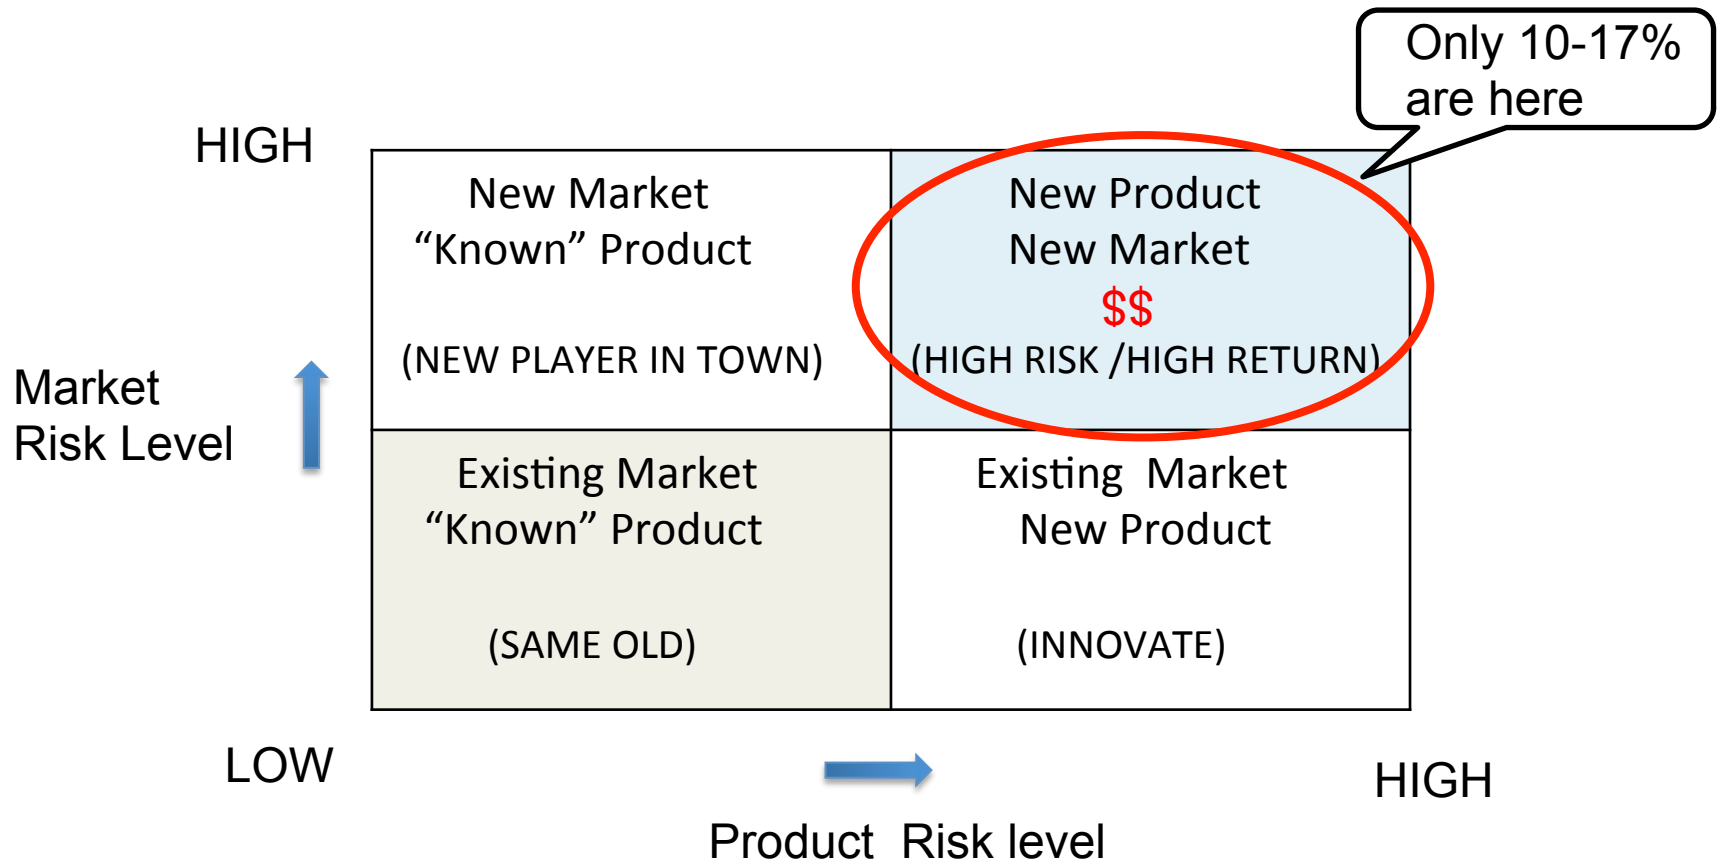 Only 10-17%
are here
HIGH
New Market
“Known” Product
(NEW PLAYER IN TOWN)
New Product
New Market
$$
(HIGH RISK /HIGH RETURN)
Market
Risk Level
Existing Market
“Known” Product
(SAME OLD)
Existing  Market
New Product
(INNOVATE)
LOW
HIGH
Product  Risk level